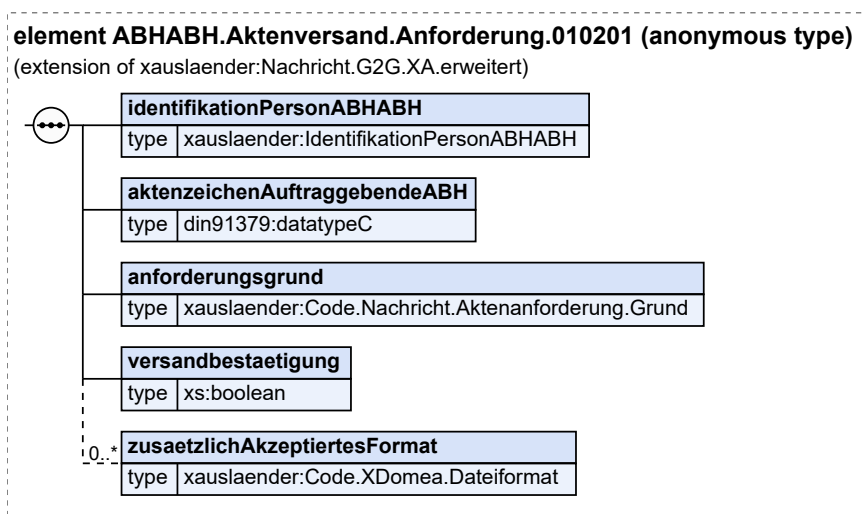 element ABHABH.Aktenversand.Anforderung.010201 (anonymous type)
(extension of xauslaender:Nachricht.G2G.XA.erweitert)
identifikationPersonABHABH
type xauslaender:IdentifikationPersonABHABH
aktenzeichenAuftraggebendeABH
type din91379:datatypeC
anforderungsgrund
type xauslaender:Code.Nachricht.Aktenanforderung.Grund
versandbestaetigung
type xs:boolean
0..* zusaetzlichAkzeptiertesFormat
type xauslaender:Code.XDomea.Dateiformat